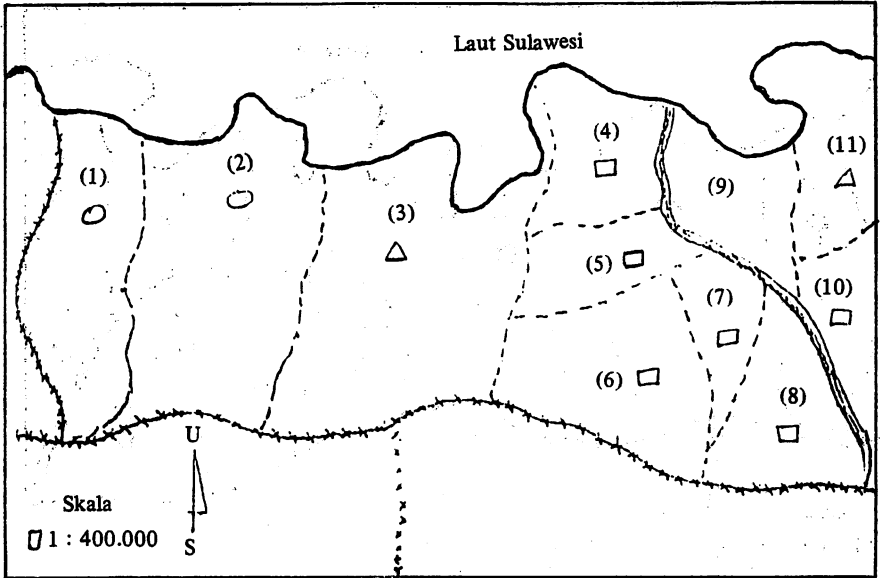 Laut Sulawesi
(1)
(2)
(3)
(4)
(5)
(6)
(7)
(8)
(9)
(10)
(11)
U
S
Skala
1 : 400.000